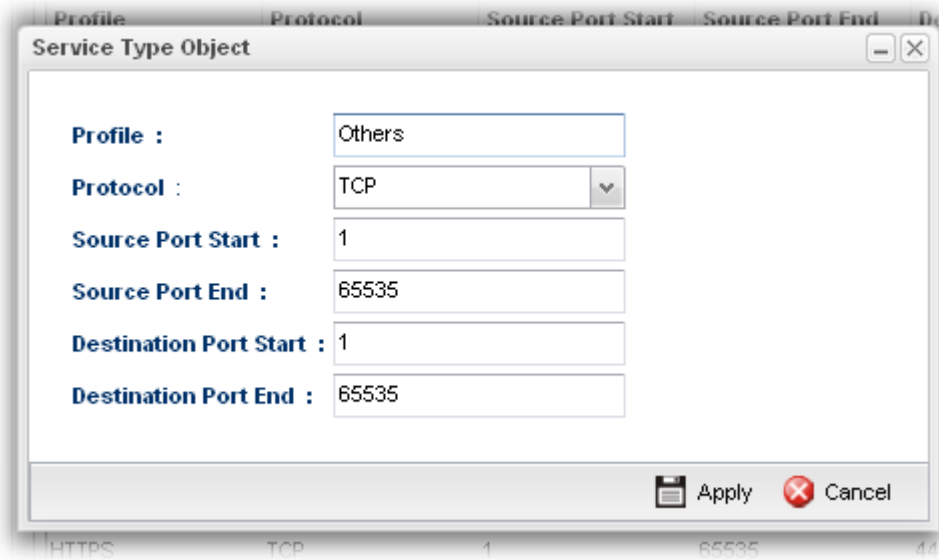 Profile Protocol Source Port Start Source Port End
Service Type Object
Profile : Others
Protocol : TCP
Source Port Start : 1
Source Port End : 65535
Destination Port Start : 1
Destination Port End : 65535
Apply Cancel
HTTPS TCP 1 65535 44